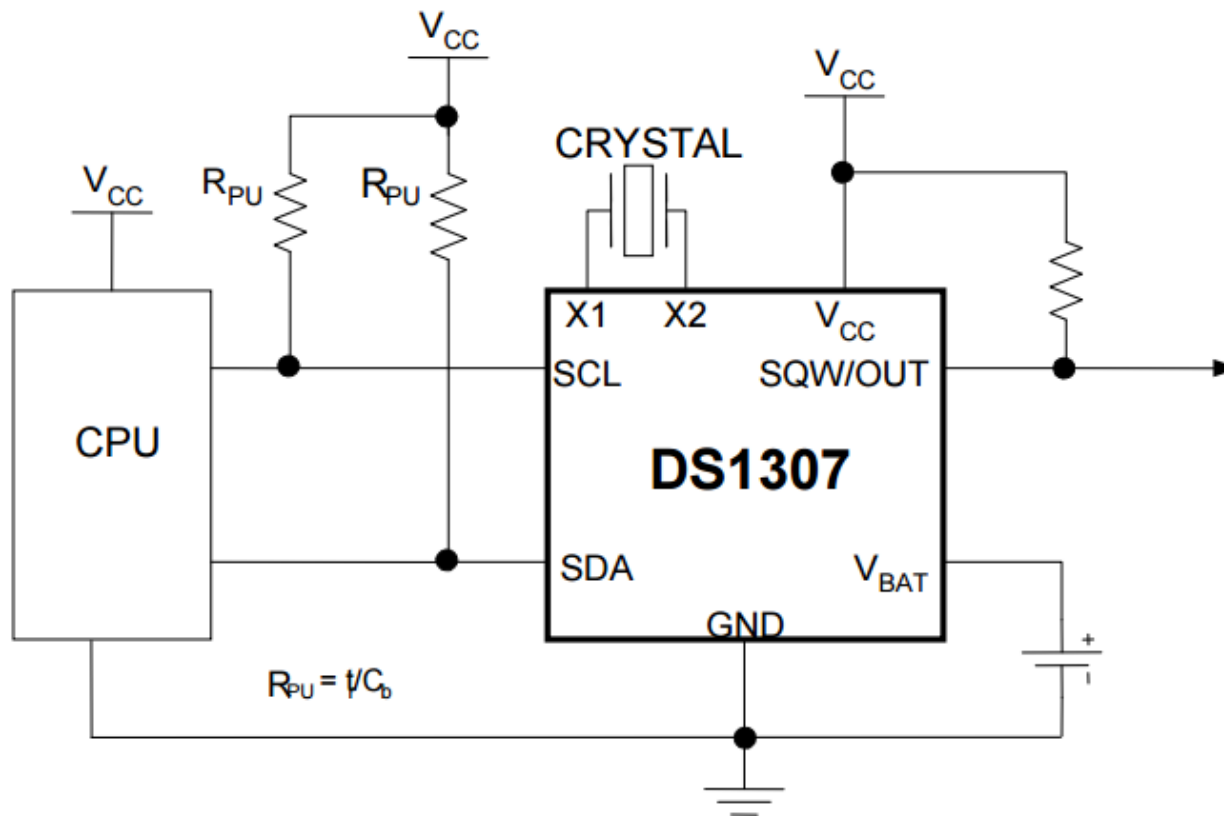 VCC
VCC
CRYSTAL
VCC
RPU
RPU
X1 X2 VCC
SCL SQW/OUT
CPU
DS1307
SDA VBAT
GND
+
RPU = tr/Cb
-